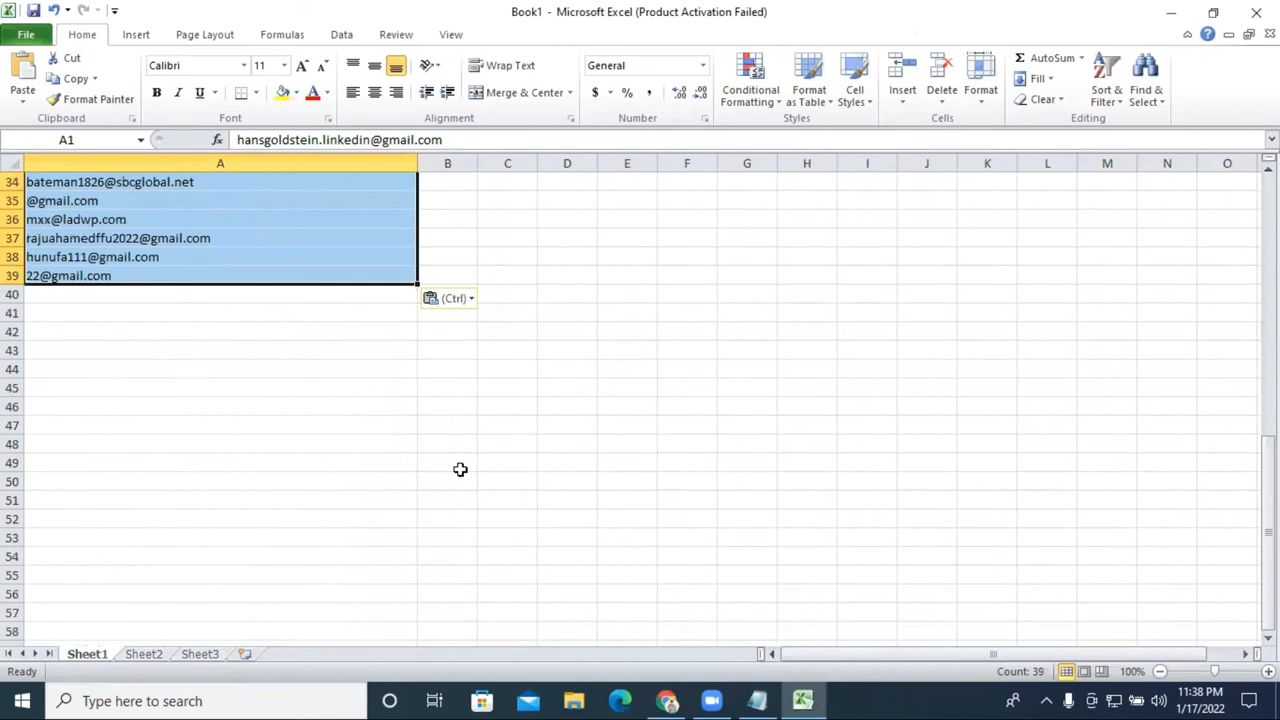 Book1 - Microsoft Excel (Product Activation Failed)
File Home Insert Page Layout Formulas Data Review View
Paste
Cut
Copy
Format Painter
Clipboard
Calibri 11
B I U
Font
Wrap Text
Merge & Center
Alignment
General
$ % ,
Number
Conditional Formatting
Format as Table
Cell Styles
Styles
Insert Delete Format
Cells
Σ AutoSum
Fill
Clear
Sort & Filter
Find & Select
Editing
A1 fx hansgoldstein.linkedin@gmail.com
A B C D E F G H I J K L M N O
34 bateman1826@sbcglobal.net
35 @gmail.com
36 mxx@ladwp.com
37 rajuahamedffu2022@gmail.com
38 hunufa111@gmail.com
39 22@gmail.com
40 (Ctrl)
41
42
43
44
45
46
47
48
49
50
51
52
53
54
55
56
57
58
Sheet1 Sheet2 Sheet3
Ready Count: 39 100%
Type here to search
11:38 PM
1/17/2022